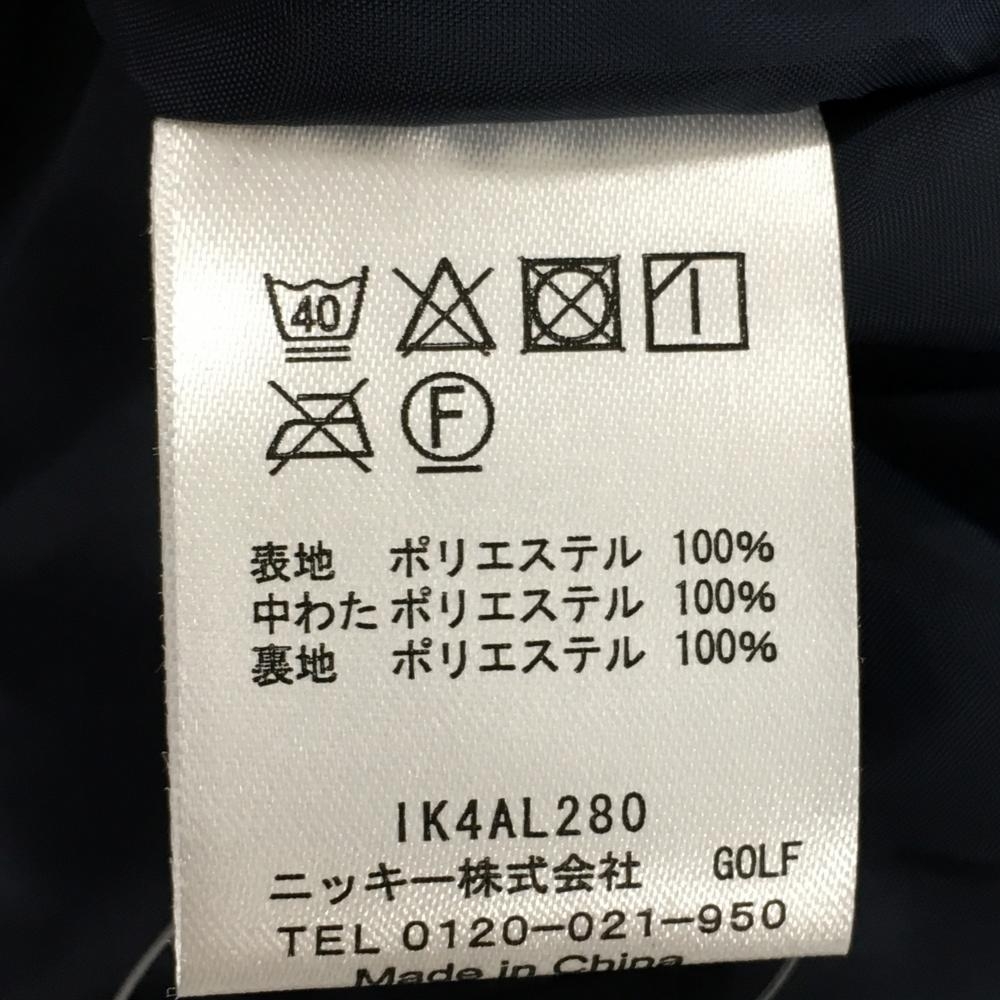 40
F
表地 ポリエステル 100%
中わた ポリエステル 100%
裏地 ポリエステル 100%
IK4AL280
ニッキー株式会社 GOLF
TEL 0120-021-950
Made in China